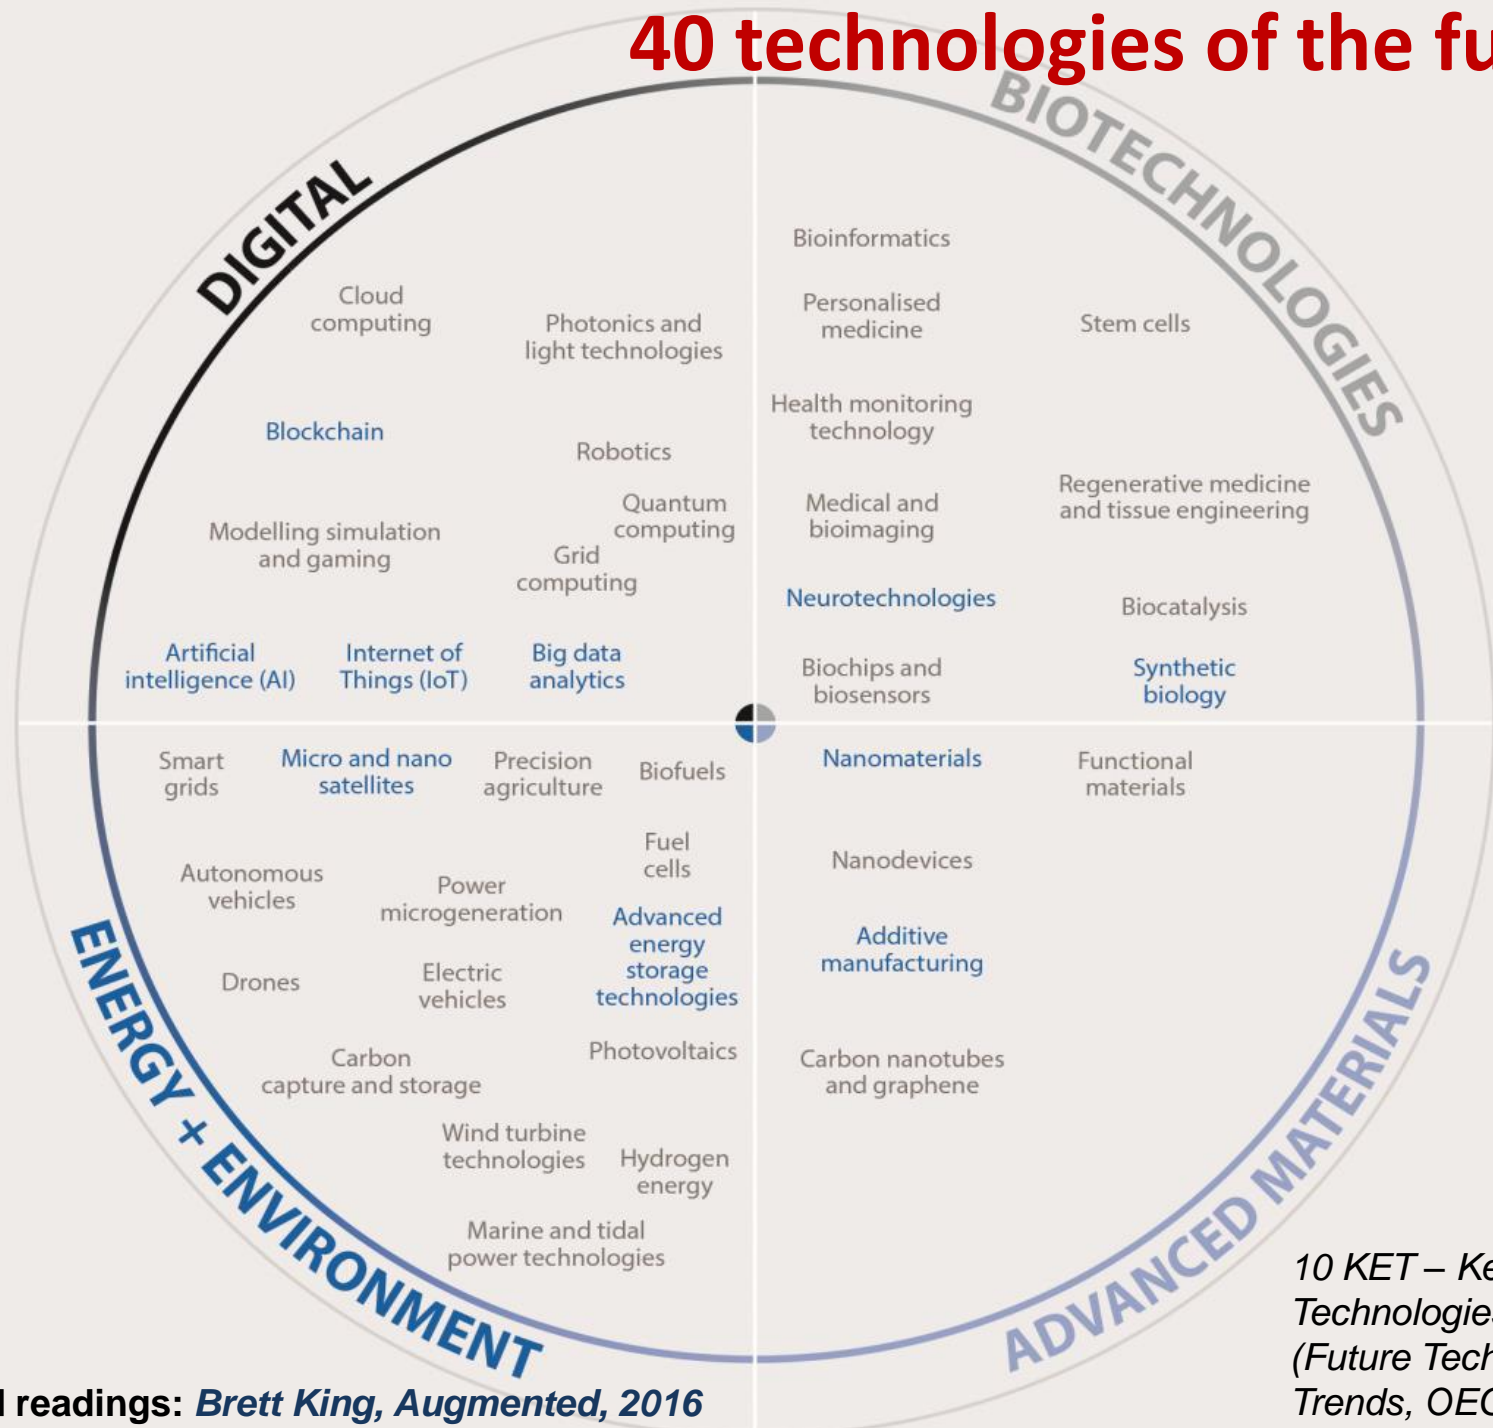 40 technologies of the
DIGITAL
Cloud
computing
Photonics and
light technologies
Blockchain
Robotics
Quantum
computing
Modelling simulation
and gaming
Grid
computing
Artificial
intelligence (AI)
Internet of
Things (IoT)
Big data
analytics
BIOTECHNOLOGIES
Bioinformatics
Personalised
medicine
Stem cells
Health monitoring
technology
Medical and
bioimaging
Regenerative medicine
and tissue engineering
Neurotechnologies
Biocatalysis
Biochips and
biosensors
Synthetic
biology
Smart
grids
Micro and nano
satellites
Precision
agriculture
Biofuels
Fuel
cells
Autonomous
vehicles
Power
microgeneration
Advanced
energy
storage
technologies
Drones
Electric
vehicles
Carbon
capture and storage
Photovoltaics
Wind turbine
technologies
Hydrogen
energy
Marine and tidal
power technologies
ENERGY + ENVIRONMENT
Nanomaterials
Functional
materials
Nanodevices
Additive
manufacturing
Carbon nanotubes
and graphene
ADVANCED MATERIALS
10 KET –
(Future
Trends,
readings: Brett King, Augmented, 2016